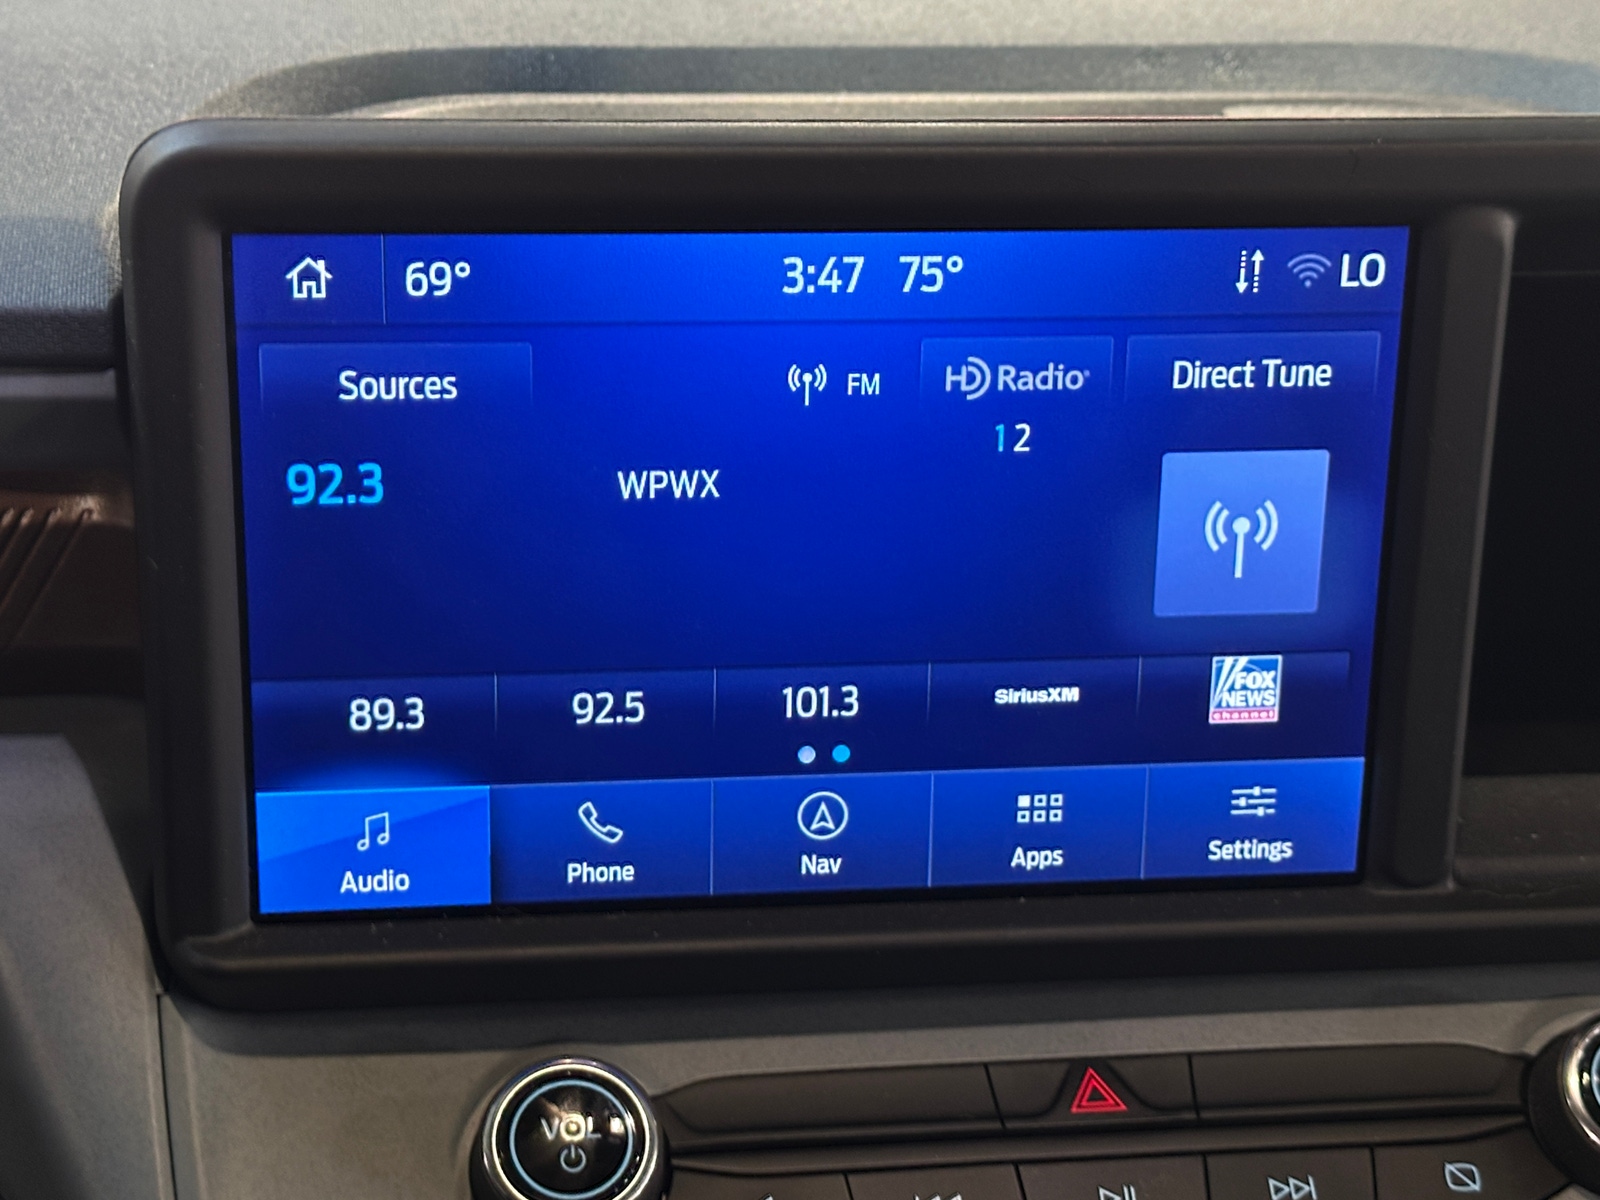 69° 3:47 75° LO
Sources FM HD Radio Direct Tune
1 2
92.3 WPWX
89.3 92.5 101.3 SiriusXM FOX NEWS channel
Audio Phone Nav Apps Settings
VOL